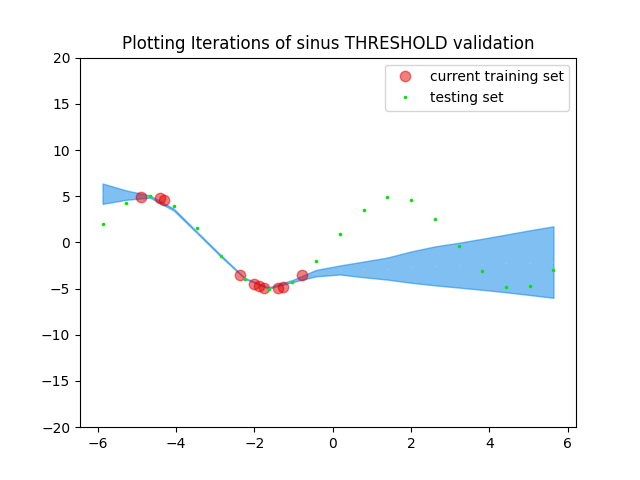 Plotting Iterations of sinus THRESHOLD validation
current training set
testing set
20
15
10
5
0
−5
−10
−15
−20
−6 −4 −2 0 2 4 6